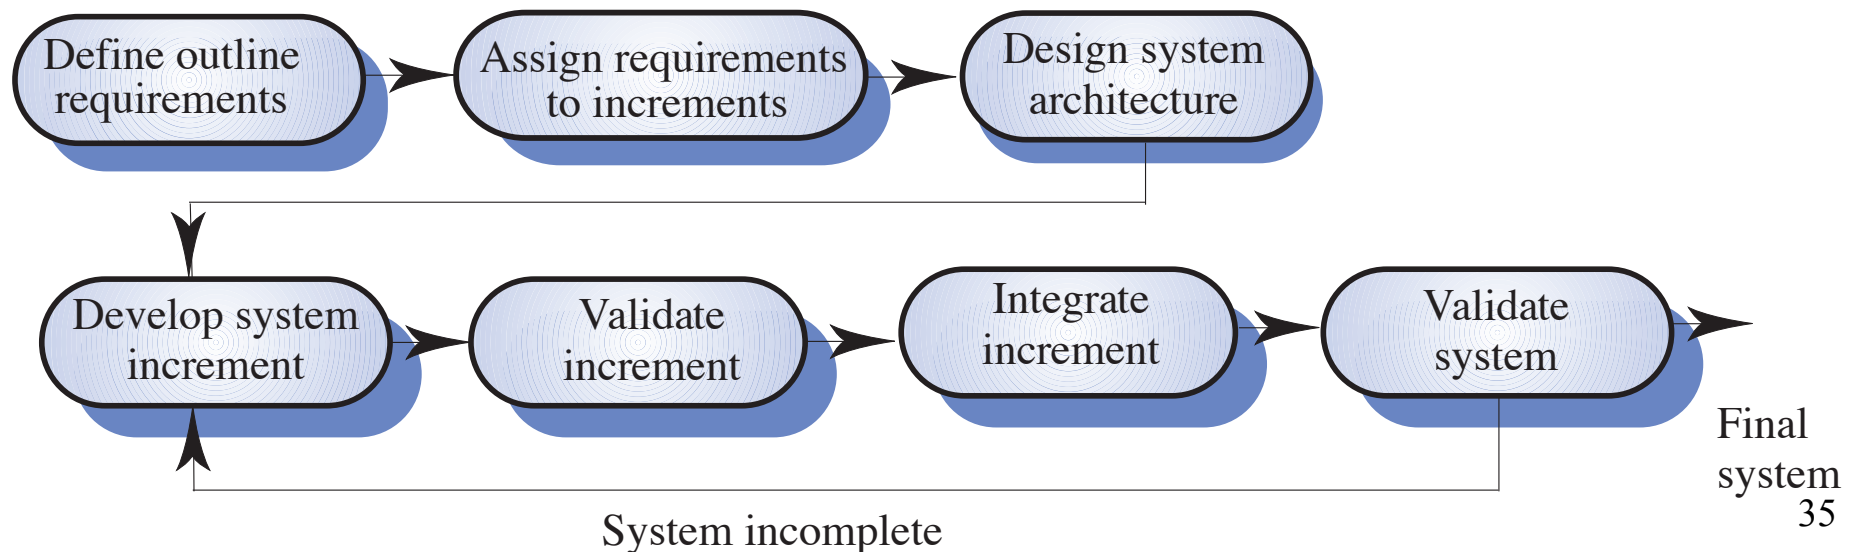 Define outline
requirements
Assign requirements
to increments
Design system
architecture
Develop system
increment
Validate
increment
Integrate
increment
Validate
system
Final
system
35
System incomplete